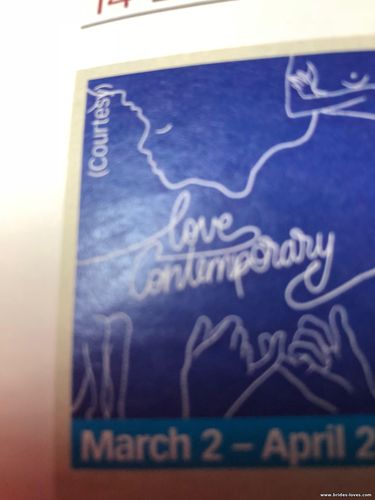 (Courtesy)
love
Contemporary
March 2 – April 2
www.brides-loves.com